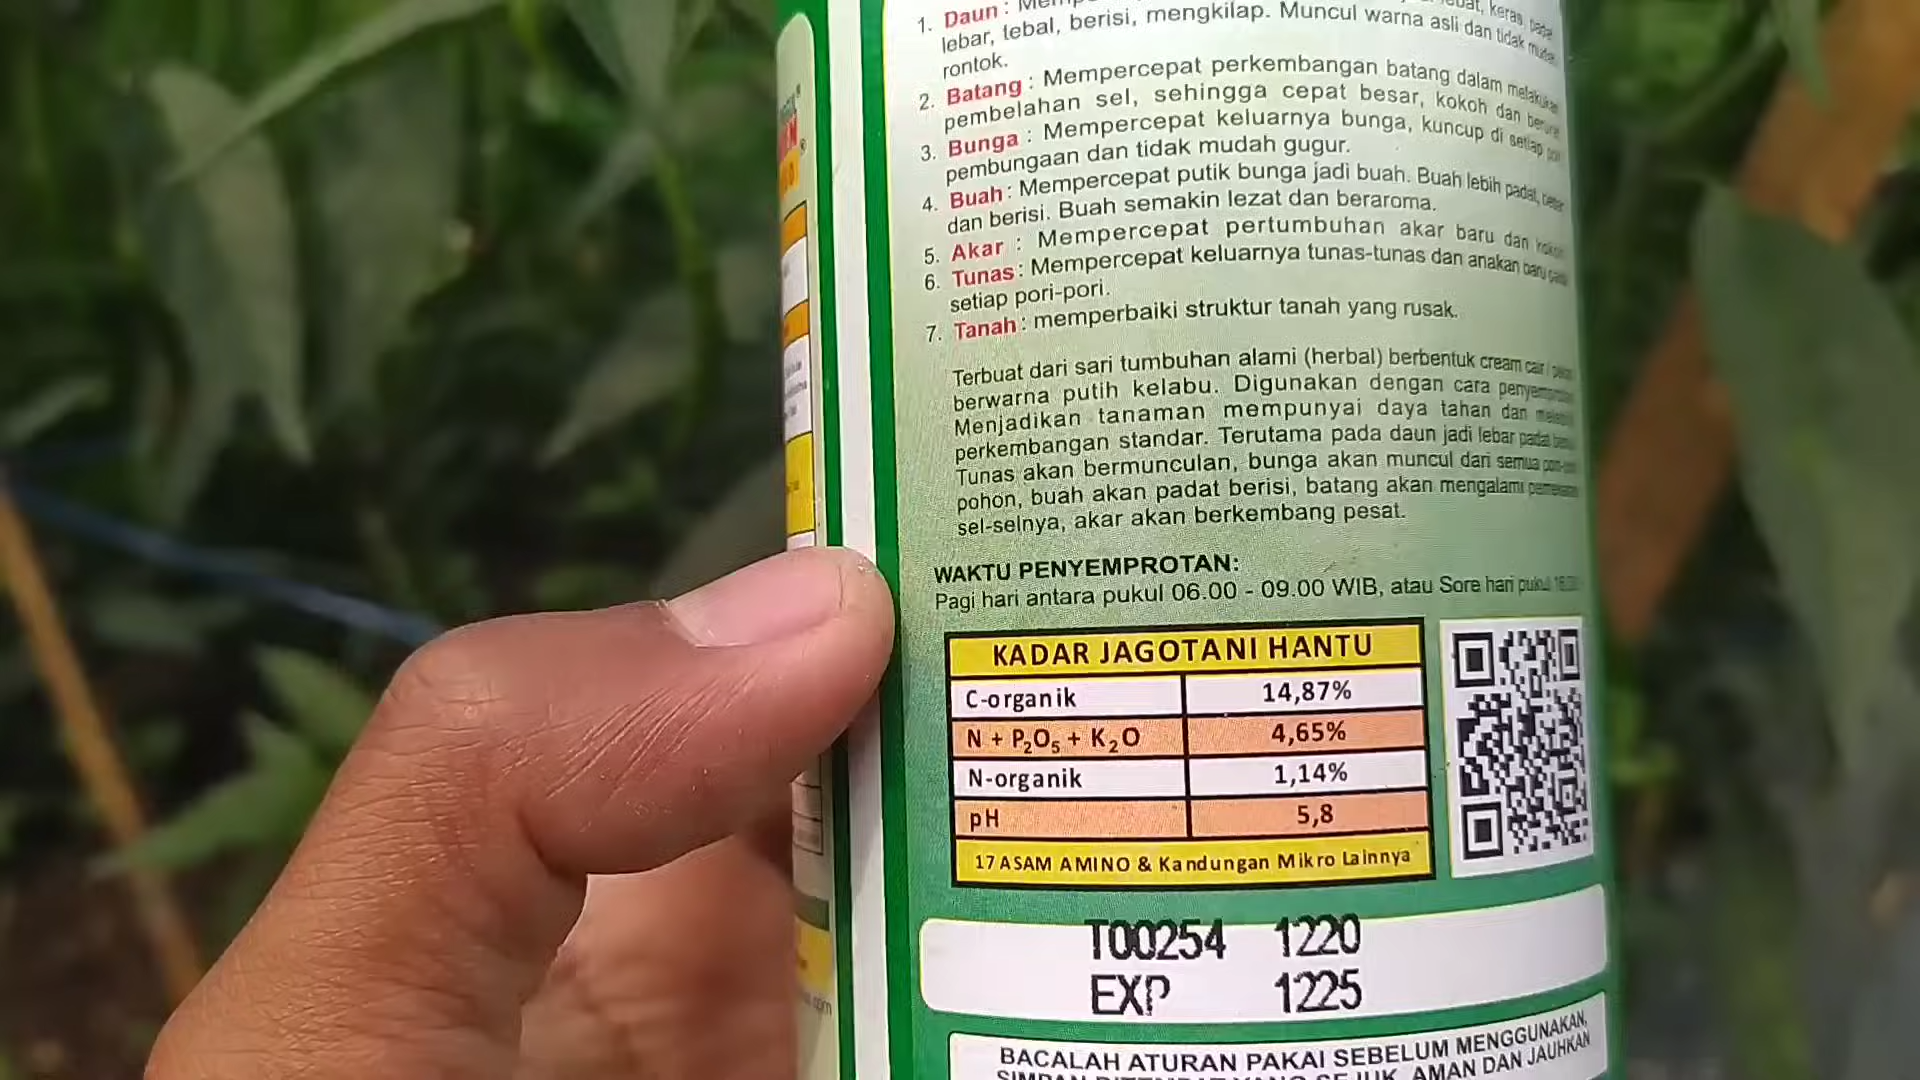 1. Daun :
lebar, tebal, berisi, mengkilap. Muncul warna asli dan tidak
rontok.
2. Batang : Mempercepat perkembangan batang dalam melakukan
pembelahan sel, sehingga cepat besar, kokoh dan
3. Bunga : Mempercepat keluarnya bunga, kuncup di setiap
pembungaan dan tidak mudah gugur.
4. Buah : Mempercepat putik bunga jadi buah. Buah lebih padat,
dan berisi. Buah semakin lezat dan beraroma.
5. Akar : Mempercepat pertumbuhan akar baru dan
6. Tunas : Mempercepat keluarnya tunas-tunas dan anakan baru
setiap pori-pori.
7. Tanah : memperbaiki struktur tanah yang rusak.
Terbuat dari sari tumbuhan alami (herbal) berbentuk cream cair
berwarna putih kelabu. Digunakan dengan cara
Menjadikan tanaman mempunyai daya tahan dan
perkembangan standar. Terutama pada daun jadi lebar padat
Tunas akan bermunculan, bunga akan muncul dari semua
pohon, buah akan padat berisi, batang akan mengalami
sel-selnya, akar akan berkembang pesat.
WAKTU PENYEMPROTAN:
Pagi hari antara pukul 06.00 - 09.00 WIB, atau Sore hari pukul
KADAR JAGOTANI HANTU
C-organik 14,87%
N + P₂O₅ + K₂O 4,65%
N-organik 1,14%
pH 5,8
17 ASAM AMINO & Kandungan Mikro Lainnya
T00254 1220
EXP 1225
BACALAH ATURAN PAKAI SEBELUM MENGGUNAKAN,
AMAN DAN JAUHKAN